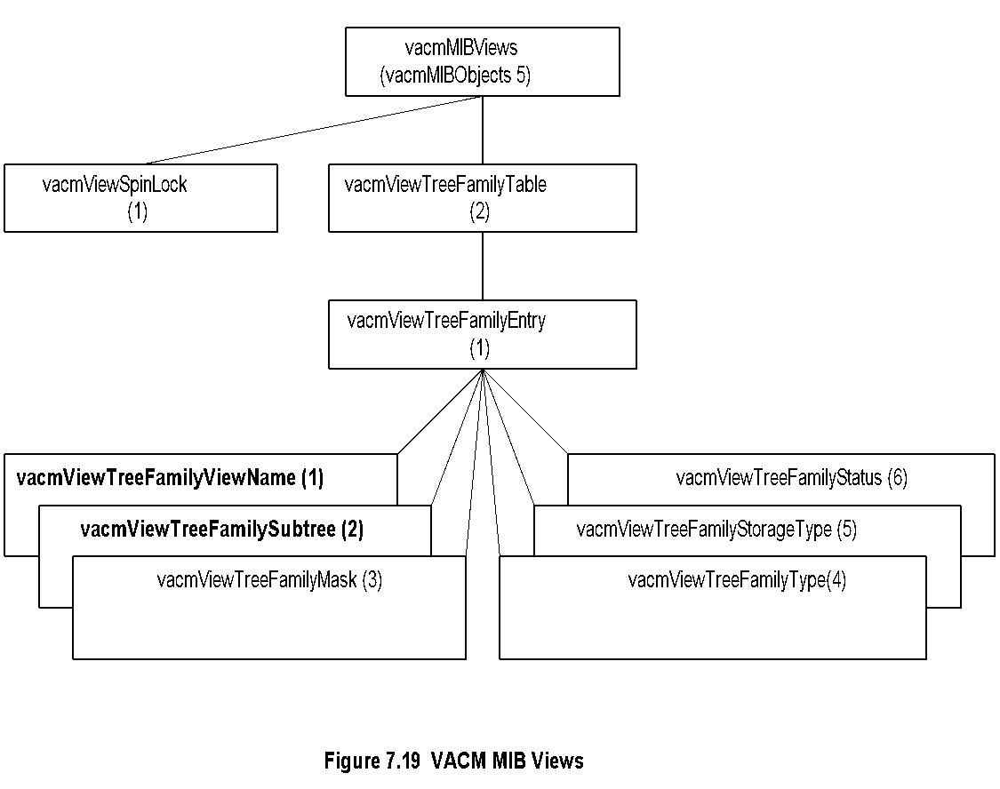 vacmMIBViews
(vacmMIBObjects 5)
vacmViewSpinLock
(1)
vacmViewTreeFamilyTable
(2)
vacmViewTreeFamilyEntry
(1)
vacmViewTreeFamilyViewName (1)
vacmViewTreeFamilySubtree (2)
vacmViewTreeFamilyMask (3)
vacmViewTreeFamilyStatus (6)
vacmViewTreeFamilyStorageType (5)
vacmViewTreeFamilyType(4)
Figure 7.19 VACM MIB Views